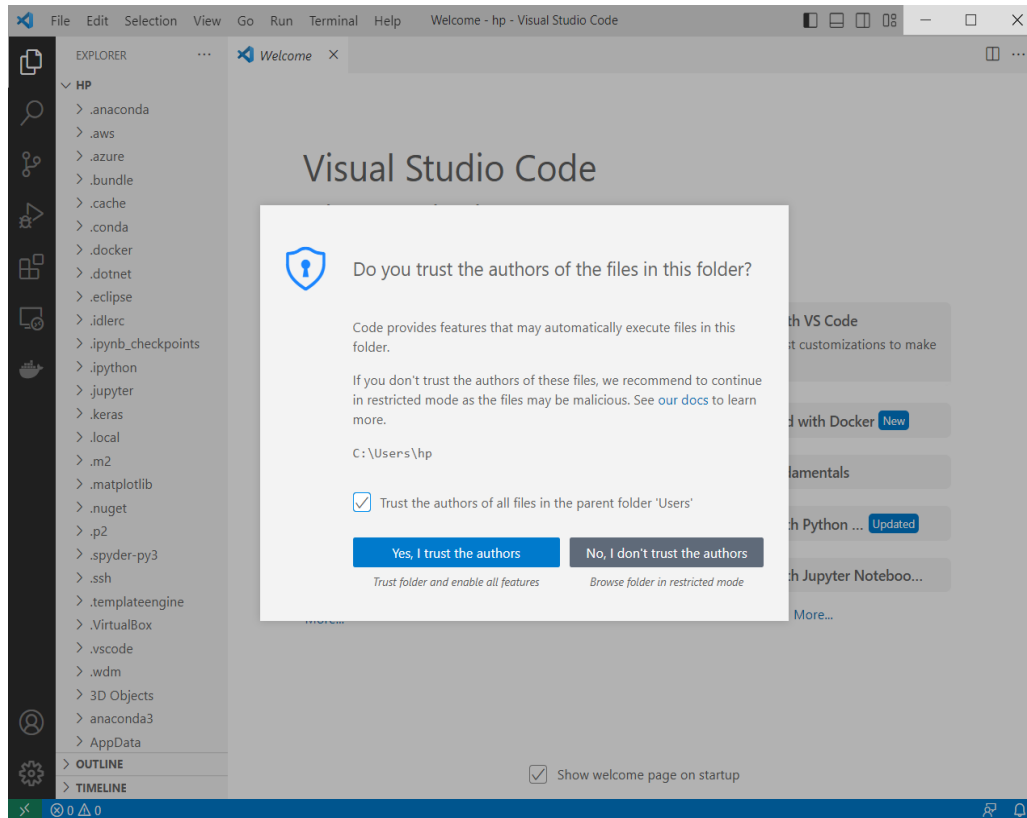 File Edit Selection View Go Run Terminal Help Welcome - hp - Visual Studio Code
EXPLORER
Welcome
HP
.anaconda
.aws
.azure
.bundle
.cache
.conda
.docker
.dotnet
.eclipse
.idlerc
.ipynb_checkpoints
.ipython
.jupyter
.keras
.local
.m2
.matplotlib
.nuget
.p2
.spyder-py3
.ssh
.templateengine
.VirtualBox
.vscode
.wdm
3D Objects
anaconda3
AppData
OUTLINE
TIMELINE
Visual Studio Code
Do you trust the authors of the files in this folder?
Code provides features that may automatically execute files in this
folder.
If you don't trust the authors of these files, we recommend to continue
in restricted mode as the files may be malicious. See our docs to learn
more.
C:\Users\hp
Trust the authors of all files in the parent folder 'Users'
Yes, I trust the authors
No, I don't trust the authors
Trust folder and enable all features
Browse folder in restricted mode
VS Code
customizations to make
with Docker New
Python ... Updated
Jupyter Noteboo...
More...
More...
Show welcome page on startup
0 0